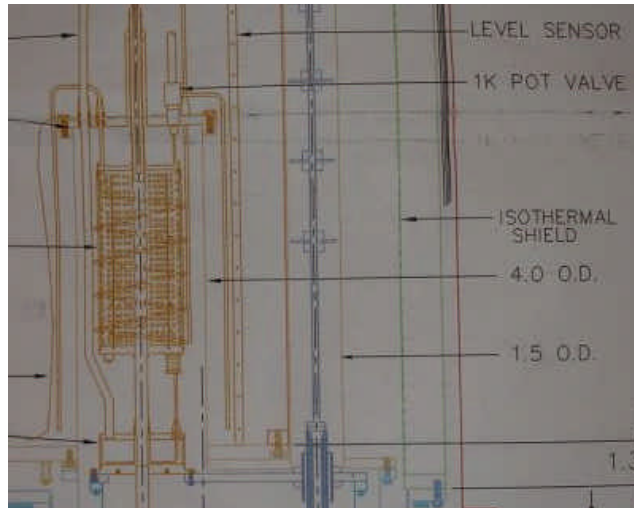 LEVEL SENSOR
1K POT VALVE
ISOTHERMAL
SHIELD
4.0 O.D.
1.5 O.D.